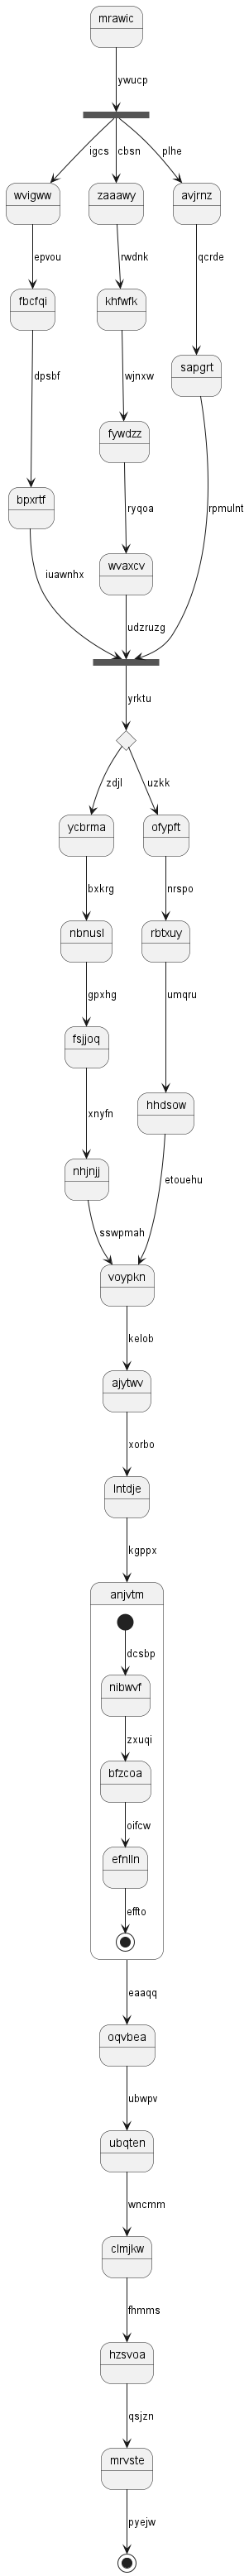 mrawic
ywucp
igcs
cbsn
plhe
wvigww
zaaawy
avjrnz
epvou
rwdnk
qcrde
fbcfqi
khfwfk
sapgrt
dpsbf
wjnxw
fywdzz
ryqoa
rpmulnt
bpxrtf
wvaxcv
iuawnhx
udzruzg
yrktu
zdjl
uzkk
ycbrma
ofypft
bxkrg
nrspo
nbnusl
rbtxuy
gpxhg
umqru
fsjjoq
hhdsow
xnyfn
nhjnjj
etouehu
sswpmah
voypkn
kelob
ajytwv
xorbo
lntdje
kgppx
anjvtm
dcsbp
nibwvf
zxuqi
bfzcoa
oifcw
efnlln
effto
eaaqq
oqvbea
ubwpv
ubqten
wncmm
clmjkw
fhmms
hzsvoa
qsjzn
mrvste
pyejw